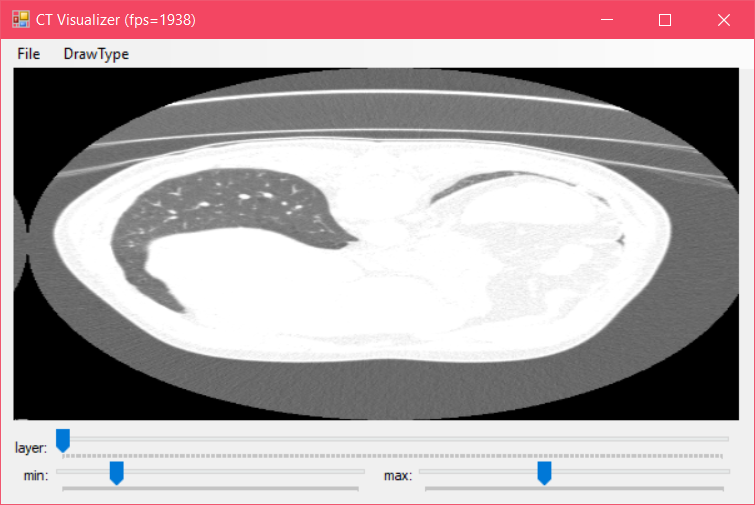 CT Visualizer (fps=1938)
File DrawType
layer:
min: max: